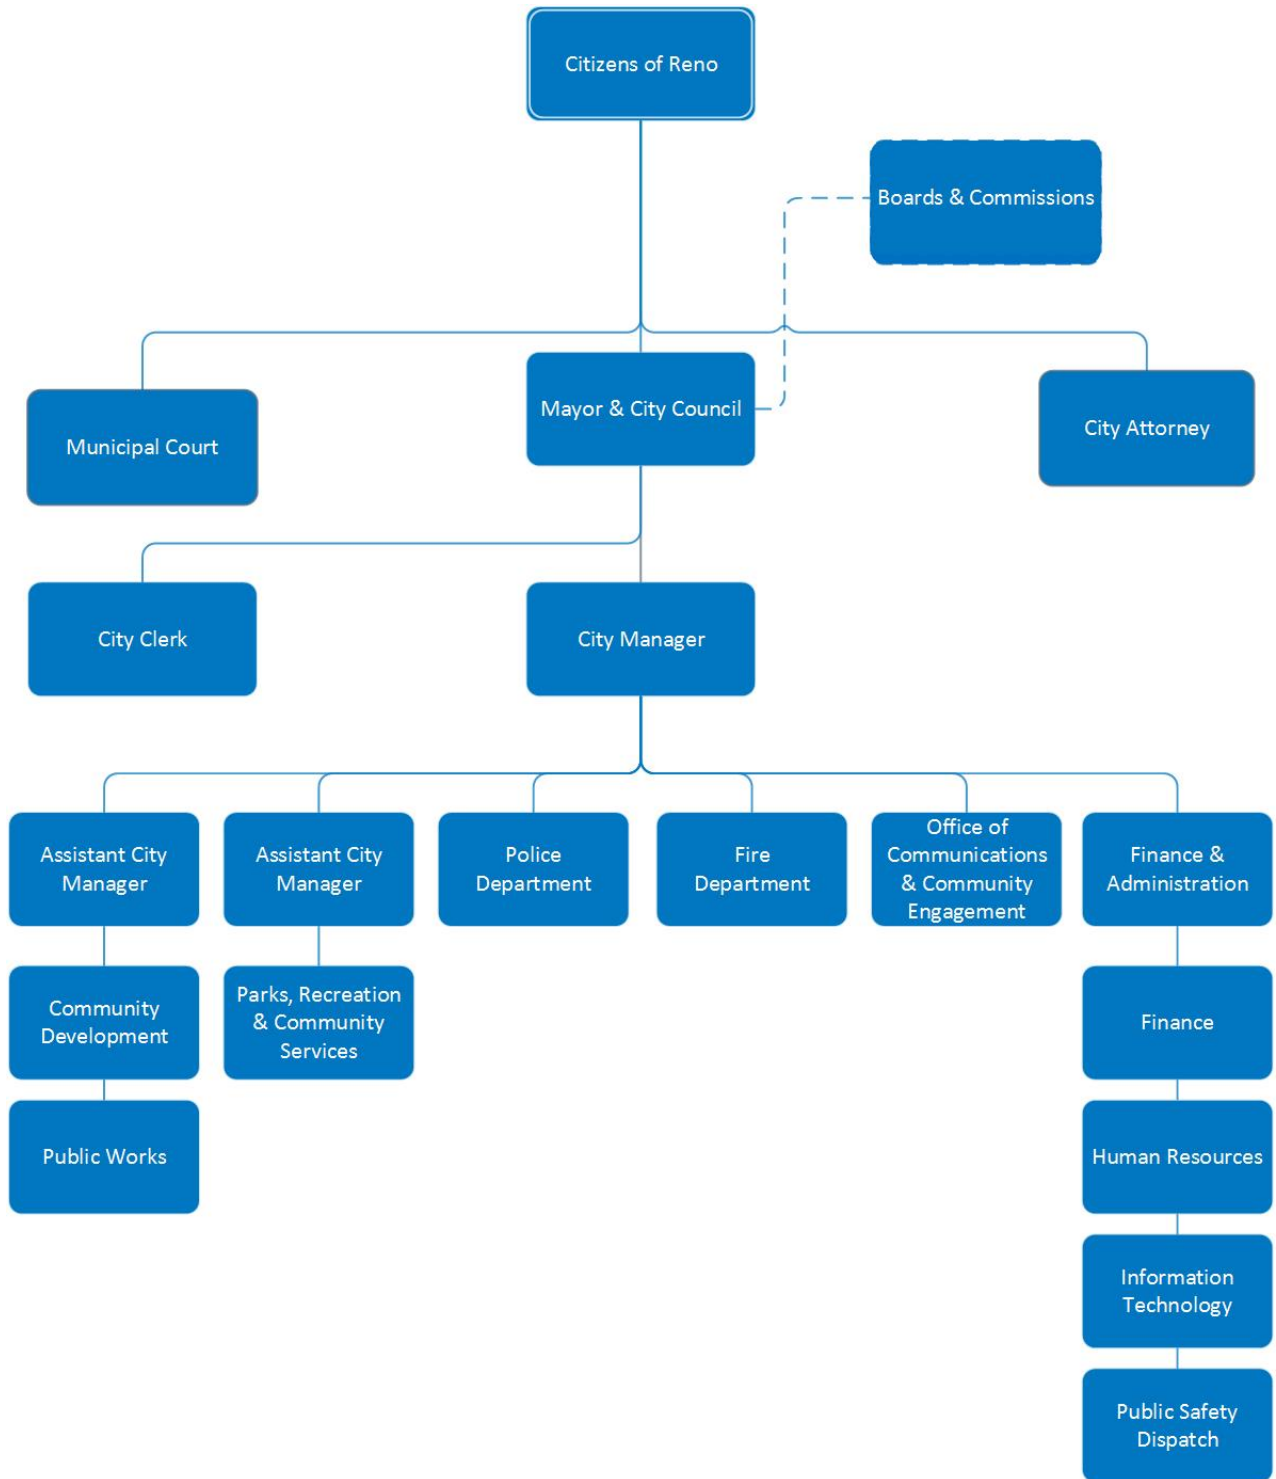 Citizens of Reno
Boards & Commissions
Municipal Court
Mayor & City Council
City Attorney
City Clerk
City Manager
Assistant City
Manager
Assistant City
Manager
Police
Department
Fire
Department
Office of
Communications
& Community
Engagement
Finance &
Administration
Community
Development
Parks, Recreation
& Community
Services
Finance
Public Works
Human Resources
Information
Technology
Public Safety
Dispatch